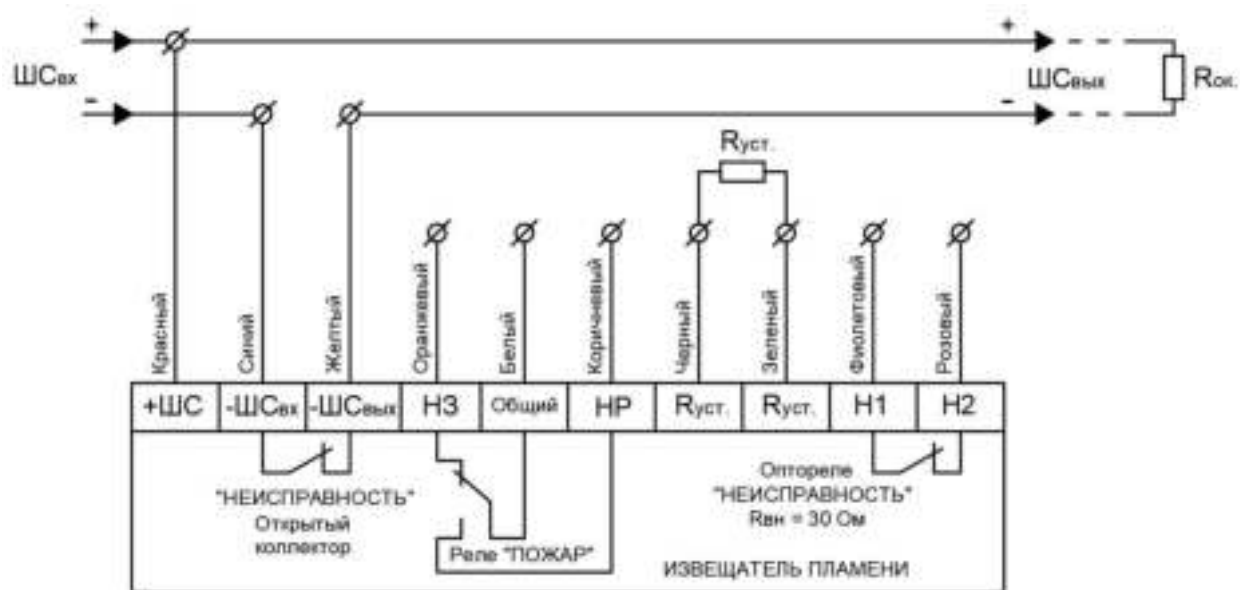 + +
ШСвх ШСвых Rок.
- -
Rуст.
Красный Синий Желтый Оранжевый Белый Коричневый Черный Зеленый Фиолетовый Розовый
+ШС -ШСвх -ШСвых НЗ Общий НР Rуст. Rуст. Н1 Н2
"НЕИСПРАВНОСТЬ"
Открытый
коллектор
Реле "ПОЖАР"
Оптореле
"НЕИСПРАВНОСТЬ"
Rвн = 30 Ом
ИЗВЕЩАТЕЛЬ ПЛАМЕНИ